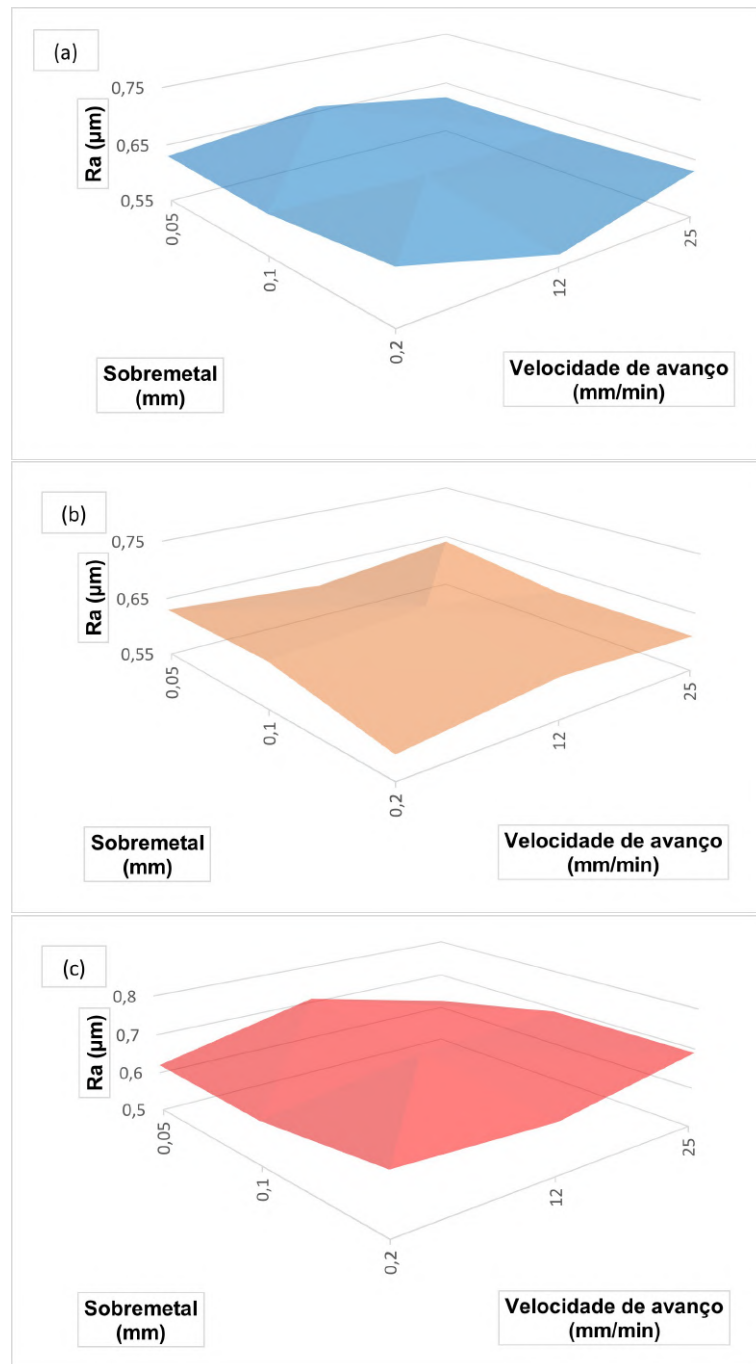 (a)
0,75
0,65
0,55
Ra (µm)
0,05
0,1
0,2
12
25
Sobremetal
(mm)
Velocidade de avanço
(mm/min)
(b)
0,75
0,65
0,55
Ra (µm)
0,05
0,1
0,2
12
25
Sobremetal
(mm)
Velocidade de avanço
(mm/min)
(c)
0,8
0,7
0,6
0,5
Ra (µm)
0,05
0,1
0,2
12
25
Sobremetal
(mm)
Velocidade de avanço
(mm/min)